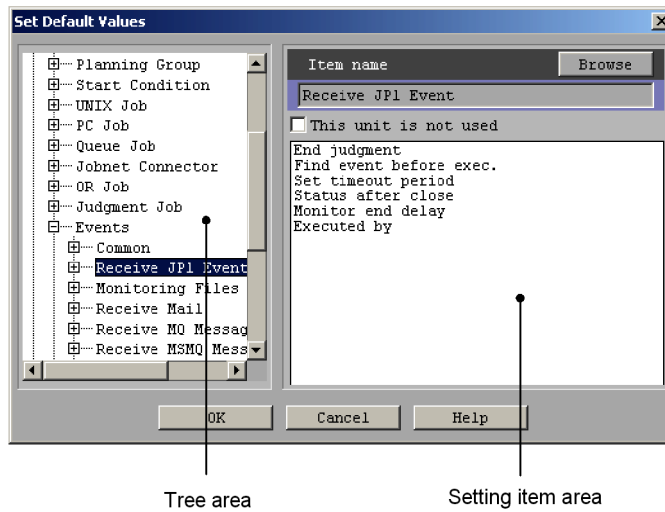 Set Default Values
Planning Group
Start Condition
UNIX Job
PC Job
Queue Job
Jobnet Connector
OR Job
Judgment Job
Events
Common
Receive JP1 Event
Monitoring Files
Receive Mail
Receive MQ Messag
Receive MSMQ Mess
Item name
Browse
Receive JP1 Event
This unit is not used
End judgment
Find event before exec.
Set timeout period
Status after close
Monitor end delay
Executed by
OK
Cancel
Help
Tree area
Setting item area